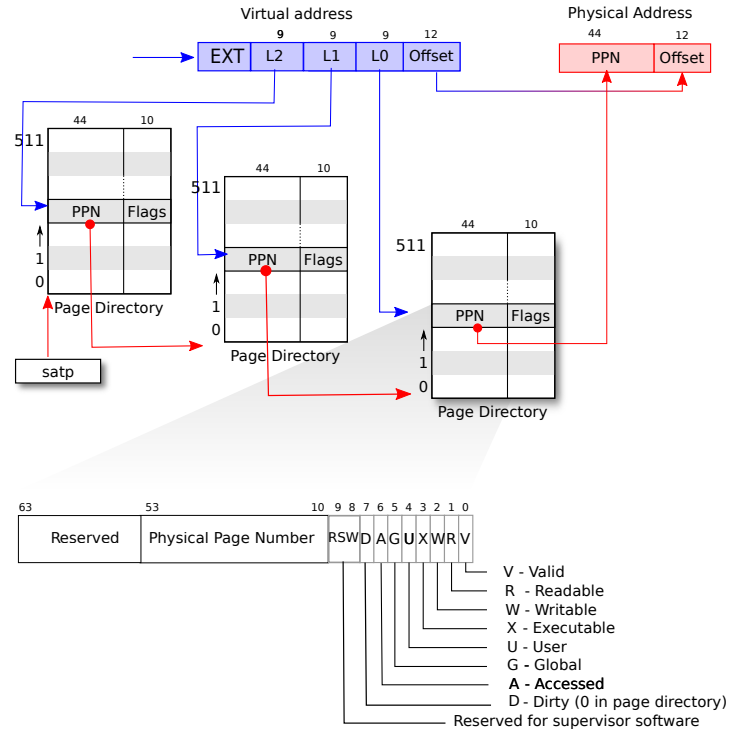 Virtual address
Physical Address
9 9 9 12
44 12
EXT L2 L1 L0 Offset
PPN Offset
44 10
511
PPN Flags
1
0
Page Directory
satp
44 10
511
PPN Flags
1
0
Page Directory
44 10
511
PPN Flags
1
0
Page Directory
63 53 10 9 8 7 6 5 4 3 2 1 0
Reserved Physical Page Number RSW D A G U X W R V
V - Valid
R - Readable
W - Writable
X - Executable
U - User
G - Global
A - Accessed
D - Dirty (0 in page directory)
Reserved for supervisor software